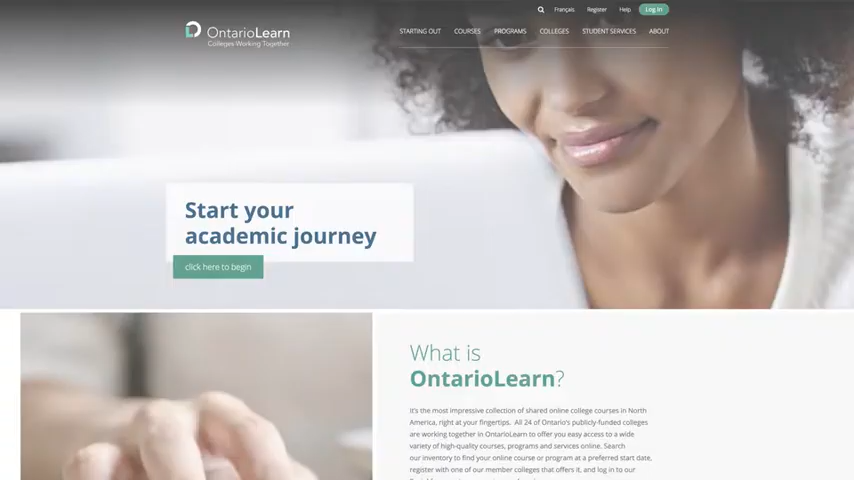 Français Register Help Log In
OntarioLearn
Colleges Working Together
STARTING OUT COURSES PROGRAMS COLLEGES STUDENT SERVICES ABOUT
Start your
academic journey
click here to begin
What is
OntarioLearn?
It's the most impressive collection of shared online college courses in North
America, right at your fingertips. All 24 of Ontario's publicly-funded colleges
are working together in OntarioLearn to offer you easy access to a wide
variety of high-quality courses, programs and services online. Search
our inventory to find your online course or program at a preferred start date,
register with one of our member colleges that offers it, and log in to our